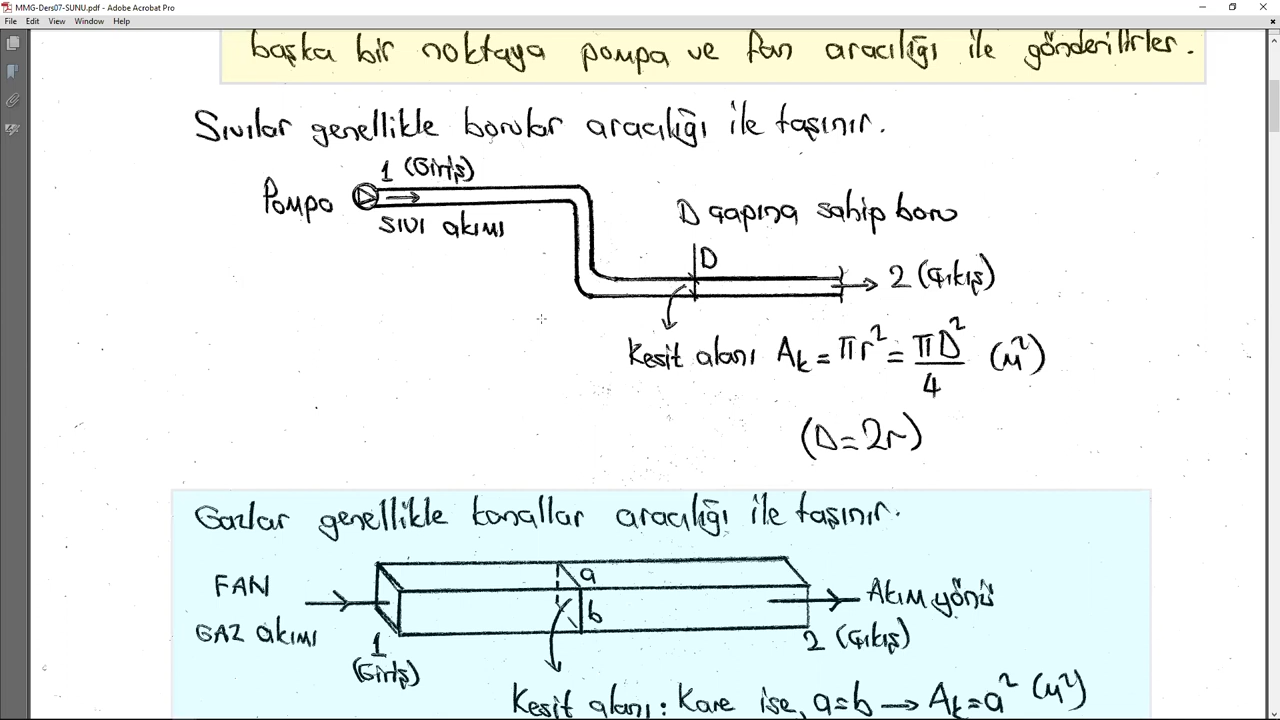 MMG-Ders07-SUNU.pdf - Adobe Acrobat Pro
File Edit View Window Help
başka bir noktaya pompa ve fan aracılığı ile gönderilirler.
Sıvılar genellikle borular aracılığı ile taşınır.
1 (Giriş)
Pompa
SIVI akımı
D çapına sahip boru
D
2 (Çıkış)
Kesit alanı A_k = πr² = πD²/4 (m²)
(D=2r)
Gazlar genellikle kanallar aracılığı ile taşınır.
a
FAN
b
Akım yönü
GAZ akımı
1
(Giriş)
2 (Çıkış)
Kesit alanı: Kare ise, a=b → A_k=a² (m²)